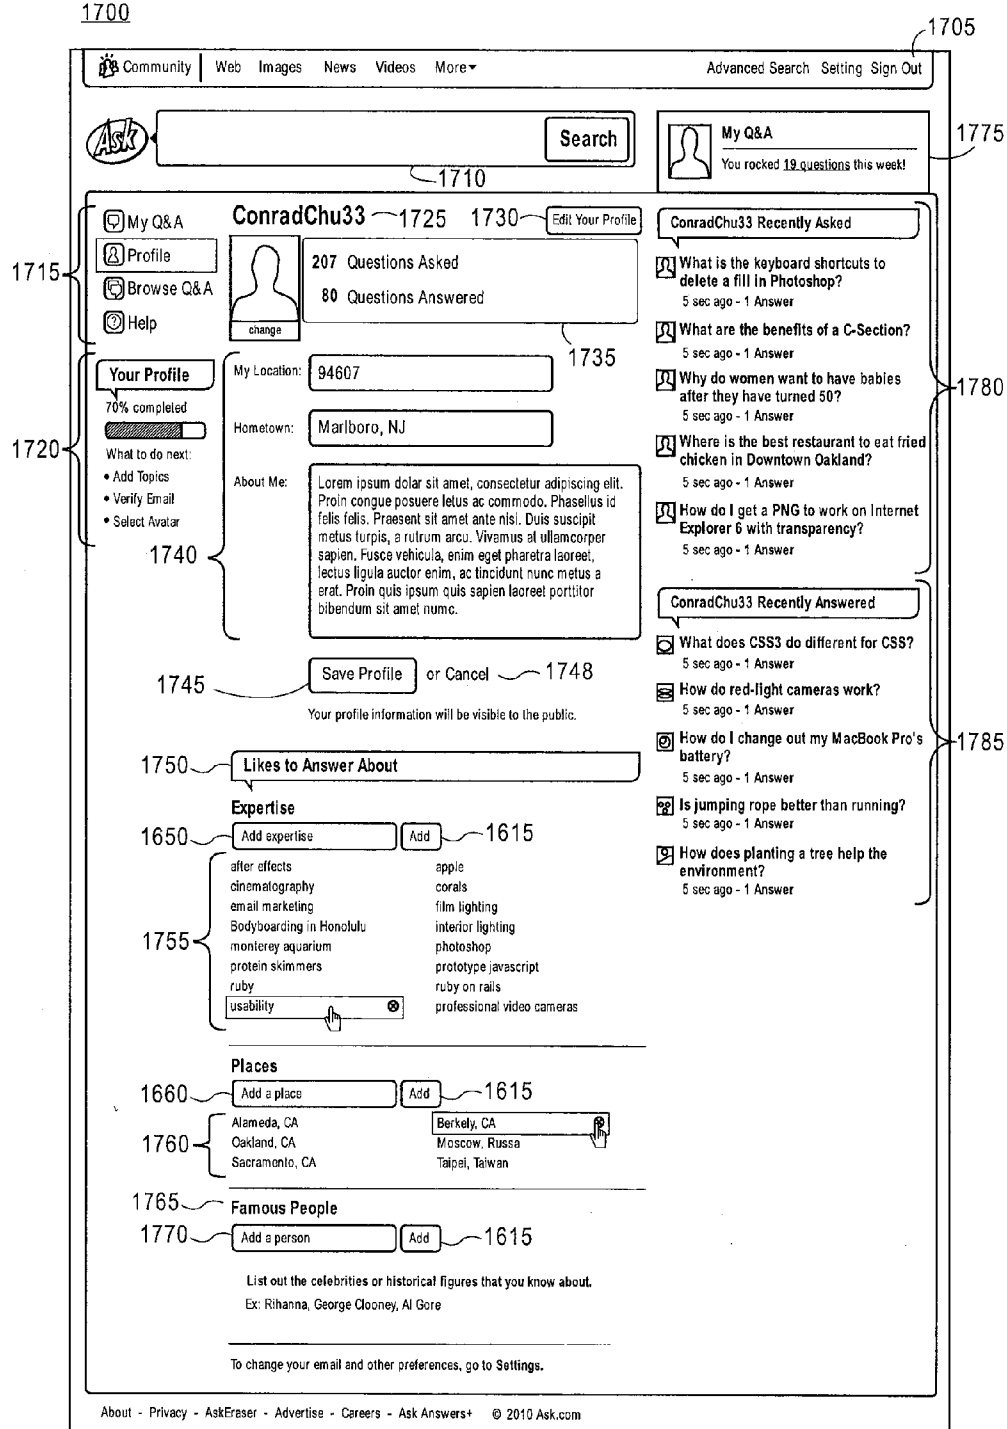 1700
1705
Community Web Images News Videos More Advanced Search Setting Sign Out
Ask Search
1710
My Q&A
You rocked 19 questions this week!
1775
1715
My Q&A
Profile
Browse Q&A
Help
ConradChu33 1725 1730 Edit Your Profile
207 Questions Asked
80 Questions Answered
change
1735
1720
Your Profile
70% completed
What to do next:
• Add Topics
• Verify Email
• Select Avatar
1740
My Location: 94607
Hometown: Marlboro, NJ
About Me: Lorem ipsum dolar sit amet, consectetur adipiscing elit.
Proin congue posuere letus ac commodo. Phasellus id
felis felis. Praesent sit amet ante nisl. Duis suscipit
metus turpis, a rutrum arcu. Vivamus at ullamcorper
sapien. Fusce vehicula, enim eget pharetra laoreet,
lectus ligula auctor enim, ac tincidunt nunc metus a
erat. Proin quis ipsum quis sapien laoreet porttitor
bibendum sit amet numc.
1745 Save Profile or Cancel 1748
Your profile information will be visible to the public.
1750 Likes to Answer About
Expertise
1650 Add expertise Add 1615
1755
after effects apple
cinematography corals
email marketing film lighting
Bodyboarding in Honolulu interior lighting
monterey aquarium photoshop
protein skimmers prototype javascript
ruby ruby on rails
usability professional video cameras
Places
1660 Add a place Add 1615
1760
Alameda, CA Berkely, CA
Oakland, CA Moscow, Russa
Sacramento, CA Taipei, Taiwan
1765 Famous People
1770 Add a person Add 1615
List out the celebrities or historical figures that you know about.
Ex: Rihanna, George Clooney, Al Gore
To change your email and other preferences, go to Settings.
ConradChu33 Recently Asked
What is the keyboard shortcuts to
delete a fill in Photoshop?
5 sec ago - 1 Answer
What are the benefits of a C-Section?
5 sec ago - 1 Answer
Why do women want to have babies
after they have turned 50?
5 sec ago - 1 Answer
Where is the best restaurant to eat fried
chicken in Downtown Oakland?
5 sec ago - 1 Answer
How do I get a PNG to work on Internet
Explorer 6 with transparency?
5 sec ago - 1 Answer
1780
ConradChu33 Recently Answered
What does CSS3 do different for CSS?
5 sec ago - 1 Answer
How do red-light cameras work?
5 sec ago - 1 Answer
How do I change out my MacBook Pro's
battery?
5 sec ago - 1 Answer
Is jumping rope better than running?
5 sec ago - 1 Answer
How does planting a tree help the
environment?
5 sec ago - 1 Answer
1785
About - Privacy - AskEraser - Advertise - Careers - Ask Answers+ © 2010 Ask.com